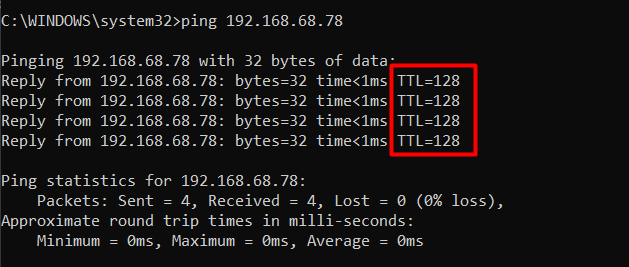 C:\WINDOWS\system32>ping 192.168.68.78
Pinging 192.168.68.78 with 32 bytes of data:
Reply from 192.168.68.78: bytes=32 time<1ms TTL=128
Reply from 192.168.68.78: bytes=32 time<1ms TTL=128
Reply from 192.168.68.78: bytes=32 time<1ms TTL=128
Reply from 192.168.68.78: bytes=32 time<1ms TTL=128
Ping statistics for 192.168.68.78:
Packets: Sent = 4, Received = 4, Lost = 0 (0% loss),
Approximate round trip times in milli-seconds:
Minimum = 0ms, Maximum = 0ms, Average = 0ms